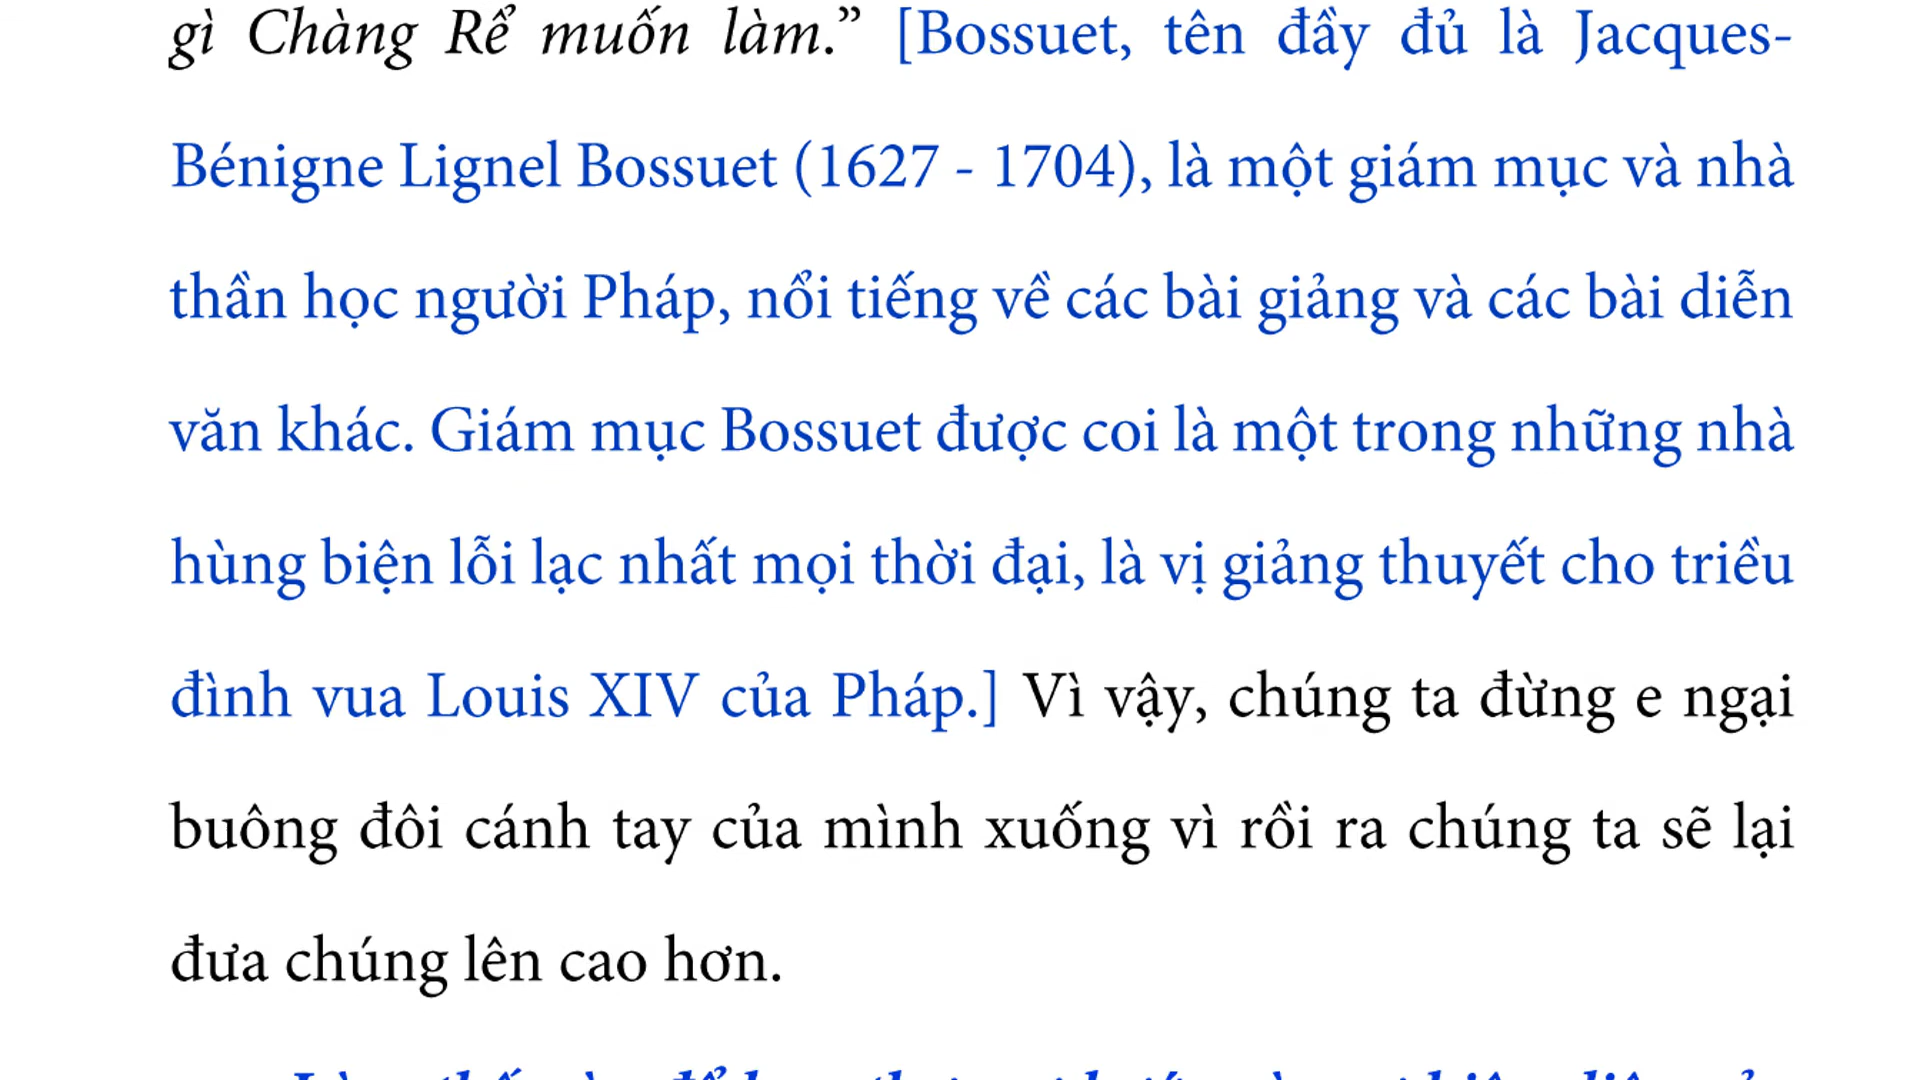 gì Chàng Rể muốn làm.” [Bossuet, tên đầy đủ là Jacques-
Bénigne Lignel Bossuet (1627 - 1704), là một giám mục và nhà
thần học người Pháp, nổi tiếng về các bài giảng và các bài diễn
văn khác. Giám mục Bossuet được coi là một trong những nhà
hùng biện lỗi lạc nhất mọi thời đại, là vị giảng thuyết cho triều
đình vua Louis XIV của Pháp.] Vì vậy, chúng ta đừng e ngại
buông đôi cánh tay của mình xuống vì rồi ra chúng ta sẽ lại
đưa chúng lên cao hơn.